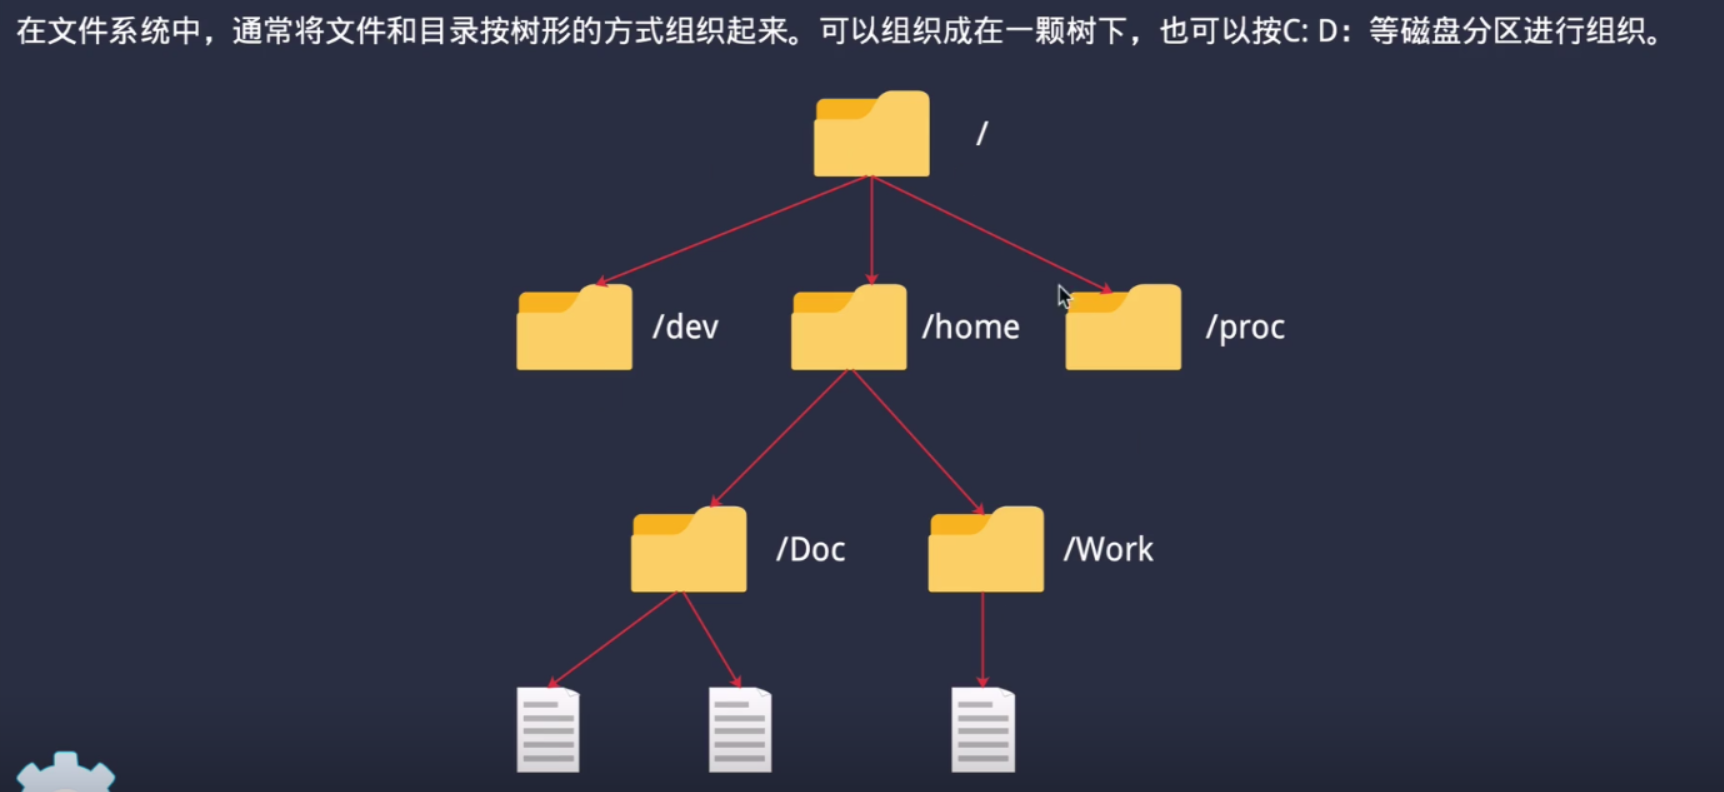 在文件系统中，通常将文件和目录按树形的方式组织起来。可以组织成在一颗树下，也可以按C: D：等磁盘分区进行组织。
/
/dev
/home
/proc
/Doc
/Work